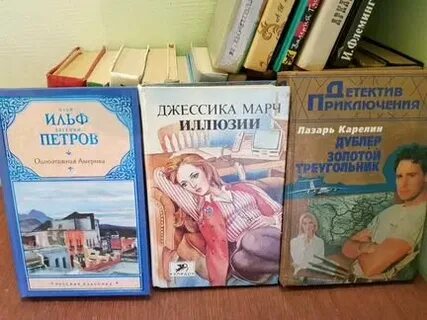 Илья
ИЛЬФ
Евгений
ПЕТРОВ
Одноэтажная Америка
РУССКАЯ КЛАССИКА
ДЖЕССИКА МАРЧ
ИЛЛЮЗИИ
Детектив
Приключения
Лазарь Карелин
ДУБЛЕР
ЗОЛОТОЙ
ТРЕУГОЛЬНИК
И.Флеминг